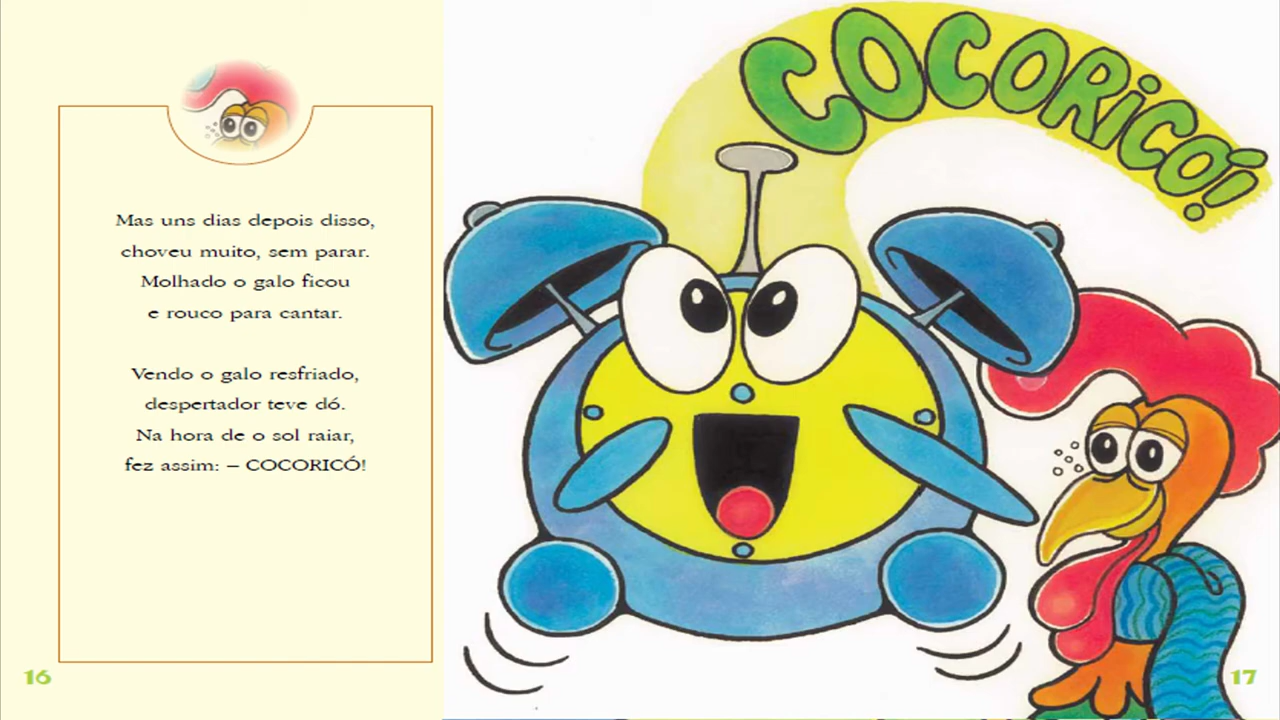 Mas uns dias depois disso,
choveu muito, sem parar.
Molhado o galo ficou
e rouco para cantar.
Vendo o galo resfriado,
despertador teve dó.
Na hora de o sol raiar,
fez assim: – COCORICÓ!
16
COCORiCÓ!
17